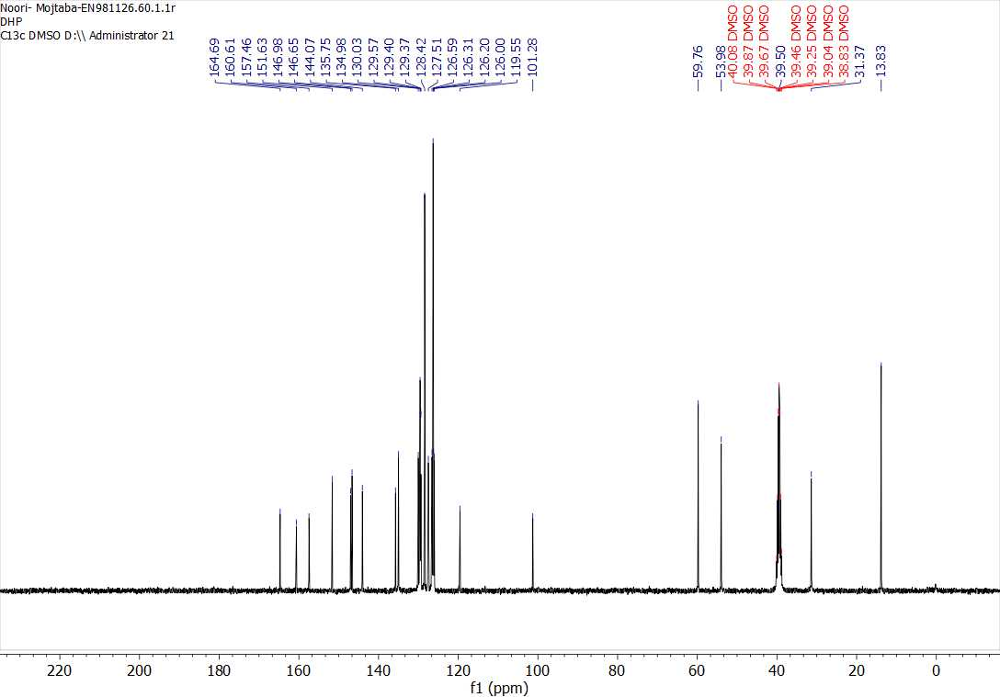 Noori- Mojtaba-EN981126.60.1.1r
DHP
C13c DMSO D:\\ Administrator 21
164.69
160.61
157.46
151.63
146.98
146.65
144.07
135.75
134.98
130.03
129.57
129.40
129.37
128.42
127.51
126.59
126.31
126.20
126.00
119.55
101.28
59.76
53.98
40.08 DMSO
39.87 DMSO
39.67 DMSO
39.50
39.46 DMSO
39.25 DMSO
39.04 DMSO
38.83 DMSO
31.37
13.83
220 200 180 160 140 120 100 80 60 40 20 0
f1 (ppm)